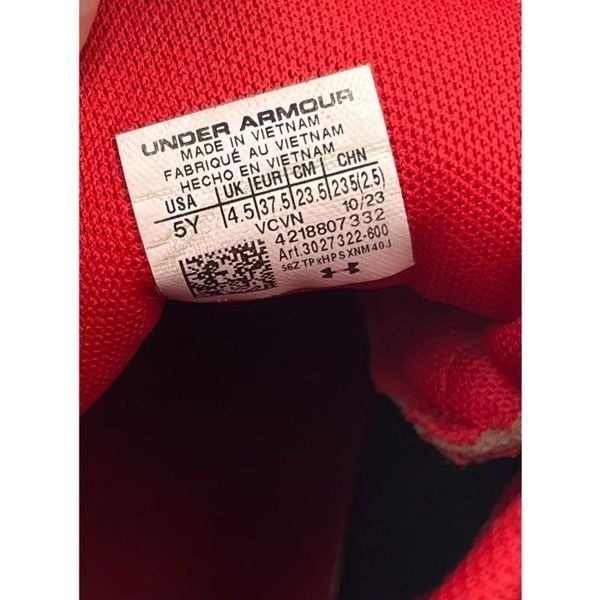 UNDER ARMOUR
MADE IN VIETNAM
FABRIQUÉ AU VIETNAM
HECHO EN VIETNAM
USA UK EUR CM CHN
5Y 4.5 37.5 23.5 235(2.5)
VCVN 10/23
4218807332
Art.3027322-600
56ZTPxHPSXNM40J